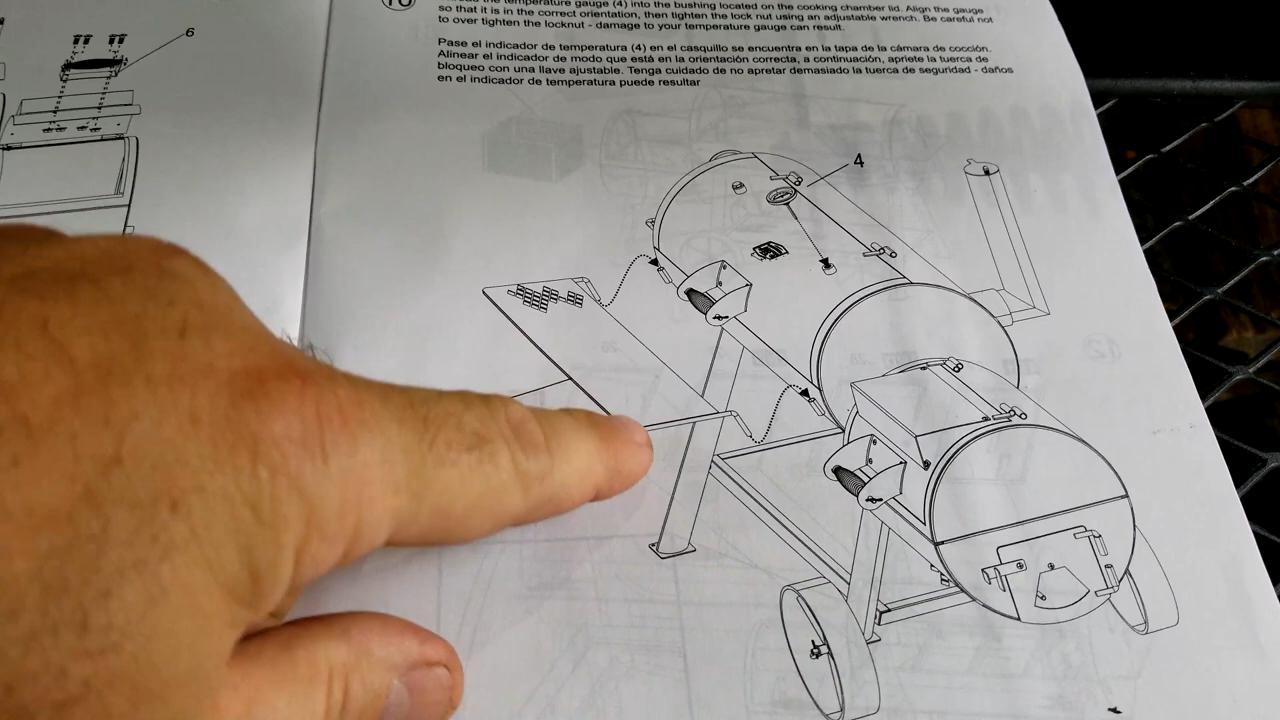 6
10
the temperature gauge (4) into the bushing located on the cooking chamber lid. Align the gauge
so that it is in the correct orientation, then tighten the lock nut using an adjustable wrench. Be careful not
to over tighten the locknut - damage to your temperature gauge can result.
Pase el indicador de temperatura (4) en el casquillo se encuentra en la tapa de la cámara de cocción.
Alinear el indicador de modo que está en la orientación correcta, a continuación, apriete la tuerca de
bloqueo con una llave ajustable. Tenga cuidado de no apretar demasiado la tuerca de seguridad - daños
en el indicador de temperatura puede resultar
4